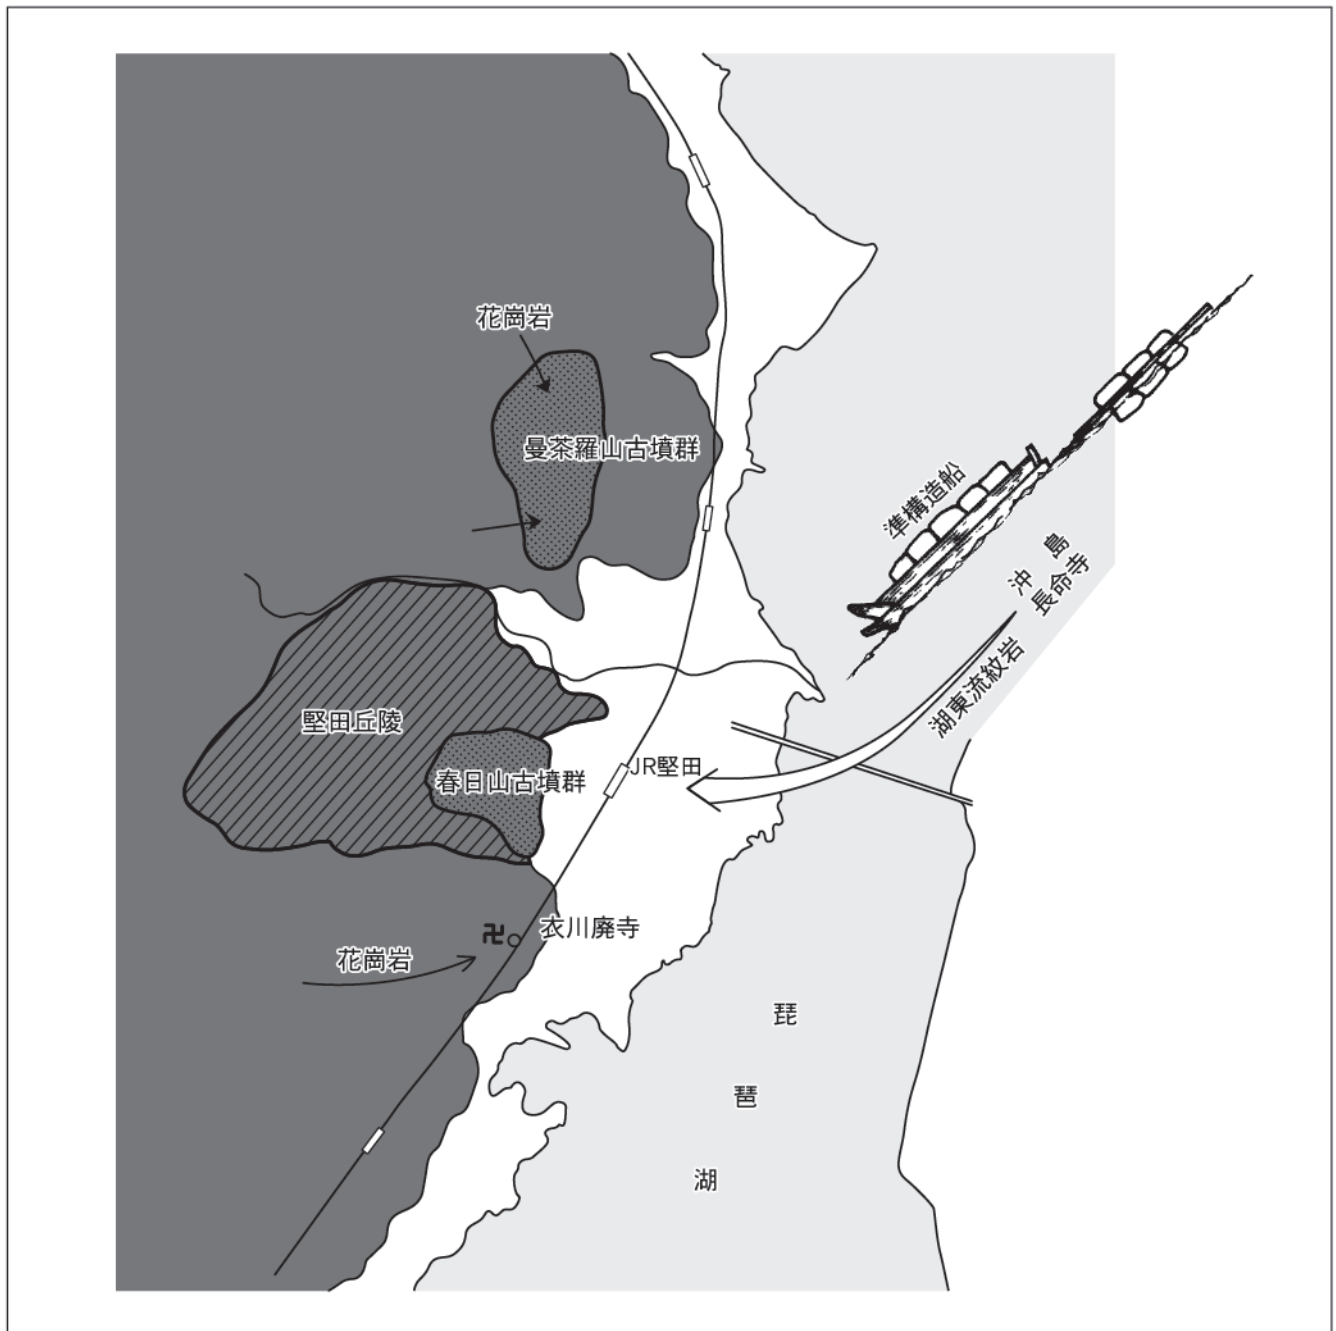 花崗岩
曼荼羅山古墳群
準構造船
沖島
長命寺
湖東流紋岩
堅田丘陵
春日山古墳群
JR堅田
卍
衣川廃寺
花崗岩
琵
琶
湖